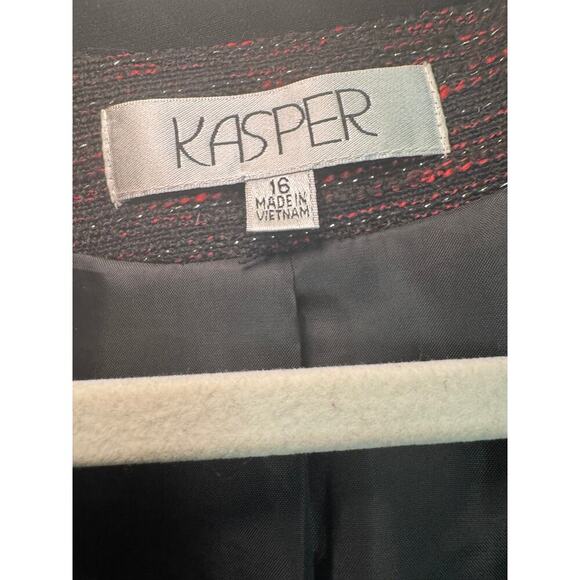 KASPER
16
MADE IN
VIETNAM